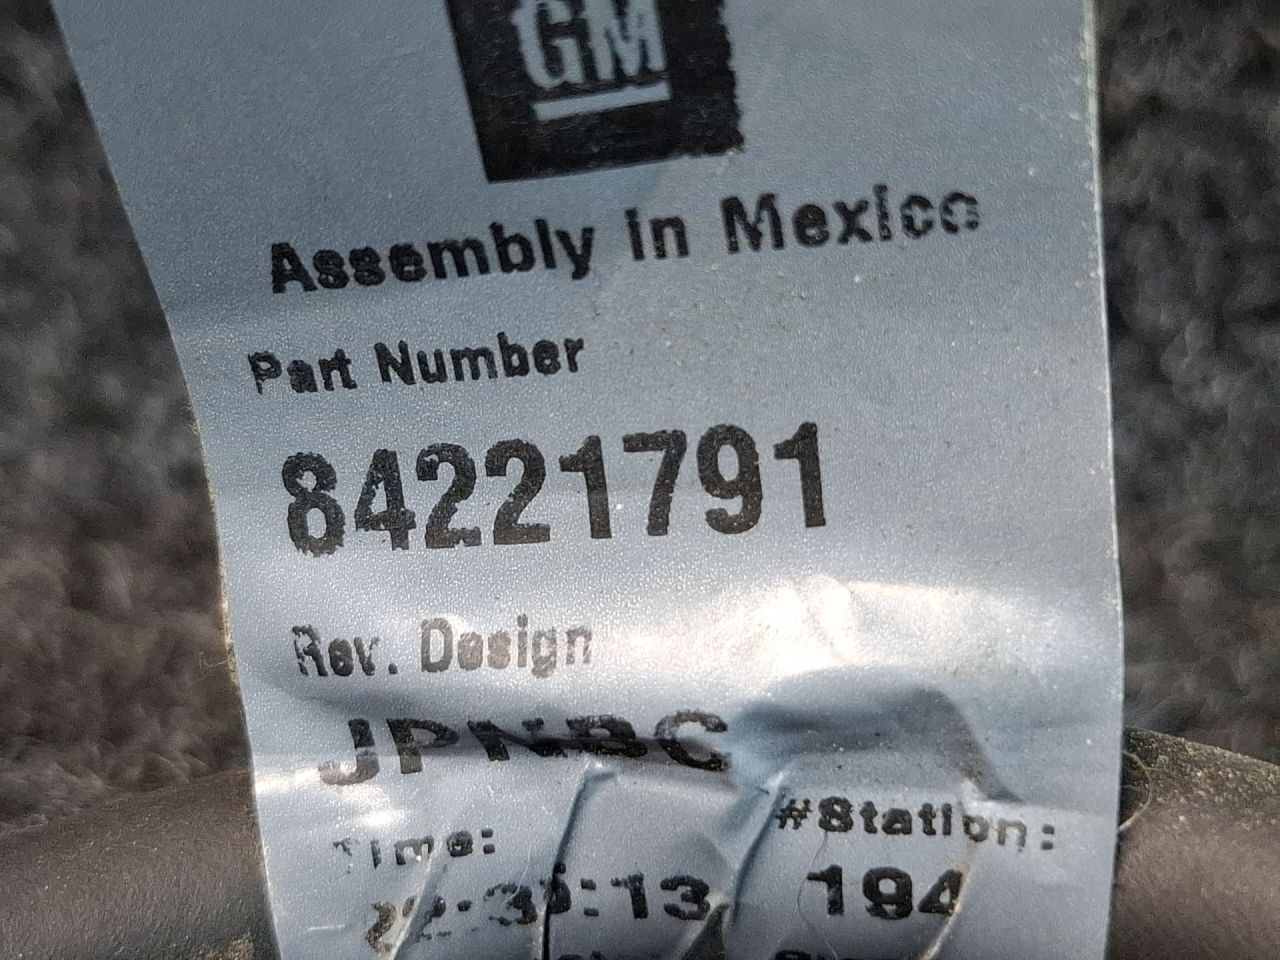 GM
Assembly in Mexico
Part Number
84221791
Rev. Design
JPNBC
Time: #Station:
194